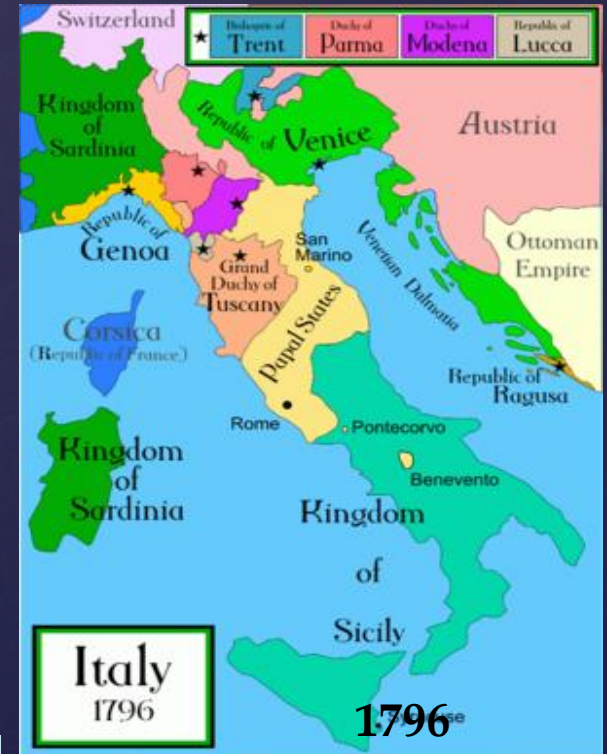 Switzerland
Bishopric of
Trent
Duchy of
Parma
Duchy of
Modena
Republic of
Lucca
Kingdom
of
Sardinia
Republic of Venice
Austria
Republic of
Genoa
San
Marino
Venetian Dalmatia
Ottoman
Empire
Grand
Duchy of
Tuscany
Papal States
Corsica
(Republic of France)
Republic of
Ragusa
Rome
Pontecorvo
Kingdom
of
Sardinia
Benevento
Kingdom
of
Sicily
Italy
1796
1796